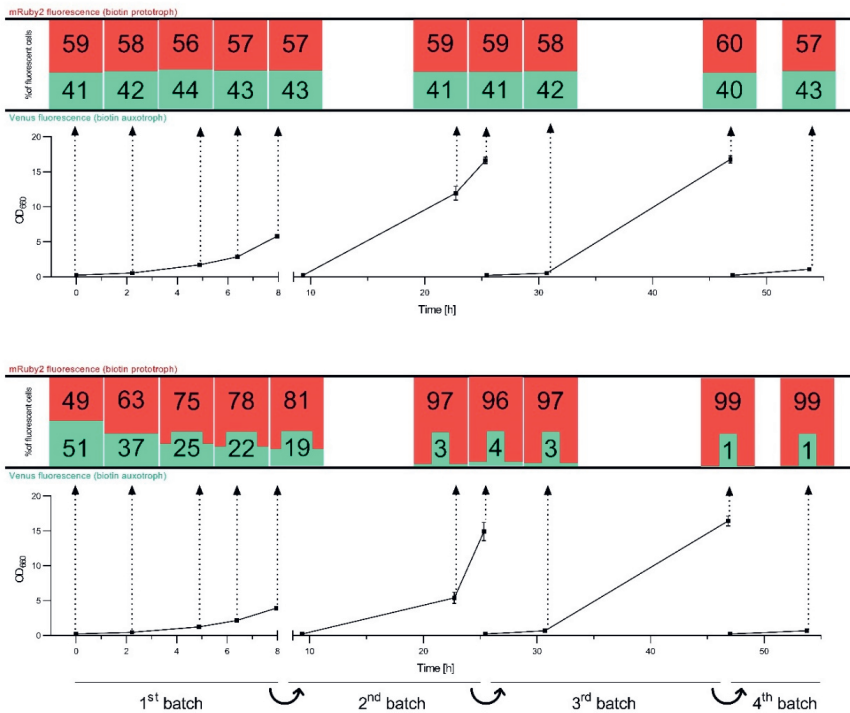 mRuby2 fluorescence (biotin prototroph)
%of fluorescent cells
59 58 56 57 57 59 59 58 60 57
41 42 44 43 43 41 41 42 40 43
Venus fluorescence (biotin auxotroph)
20
15
10
5
0
OD660
0 2 4 6 8 10 20 30 40 50
Time [h]
mRuby2 fluorescence (biotin prototroph)
%of fluorescent cells
49 63 75 78 81 97 96 97 99 99
51 37 25 22 19 3 4 3 1 1
Venus fluorescence (biotin auxotroph)
20
15
10
5
0
OD660
0 2 4 6 8 10 20 30 40 50
Time [h]
1st batch 2nd batch 3rd batch 4th batch